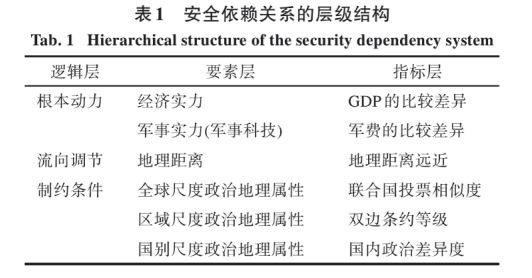 表1 安全依赖关系的层级结构
Tab. 1 Hierarchical structure of the security dependency system
逻辑层 要素层 指标层
根本动力 经济实力 GDP的比较差异
军事实力(军事科技) 军费的比较差异
流向调节 地理距离 地理距离远近
制约条件 全球尺度政治地理属性 联合国投票相似度
区域尺度政治地理属性 双边条约等级
国别尺度政治地理属性 国内政治差异度